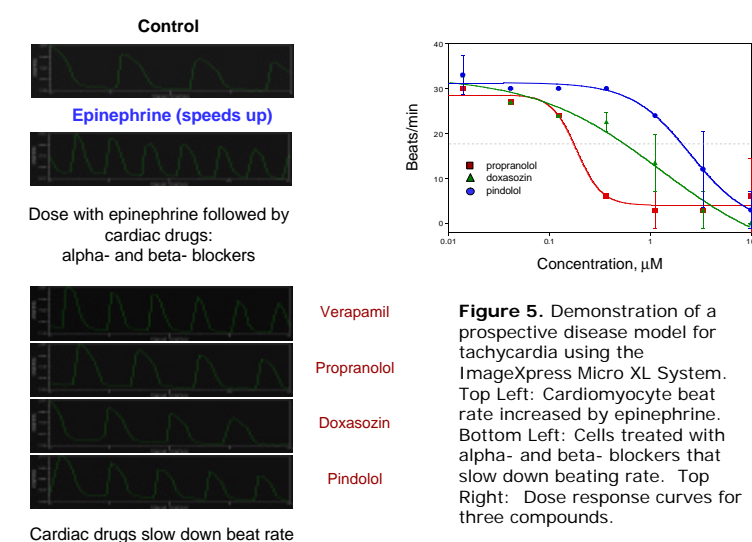 Control
Epinephrine (speeds up)
Dose with epinephrine followed by
cardiac drugs:
alpha- and beta- blockers
Verapamil
Propranolol
Doxasozin
Pindolol
Cardiac drugs slow down beat rate
40
30
20
10
0
Beats/min
propranolol
doxasozin
pindolol
0.01
0.1
1
10
Concentration, μM
Figure 5. Demonstration of a
prospective disease model for
tachycardia using the
ImageXpress Micro XL System.
Top Left: Cardiomyocyte beat
rate increased by epinephrine.
Bottom Left: Cells treated with
alpha- and beta- blockers that
slow down beating rate. Top
Right: Dose response curves for
three compounds.